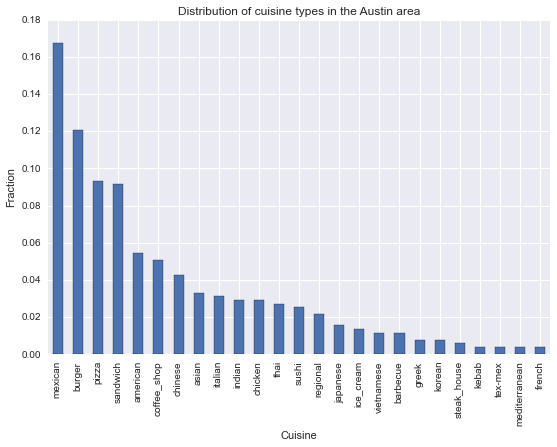 Distribution of cuisine types in the Austin area
0.18
0.16
0.14
0.12
0.10
0.08
0.06
0.04
0.02
0.00
Fraction
mexican
burger
pizza
sandwich
american
coffee_shop
chinese
asian
italian
indian
chicken
thai
sushi
regional
japanese
ice_cream
vietnamese
barbecue
greek
korean
steak_house
kebab
tex-mex
mediterranean
french
Cuisine